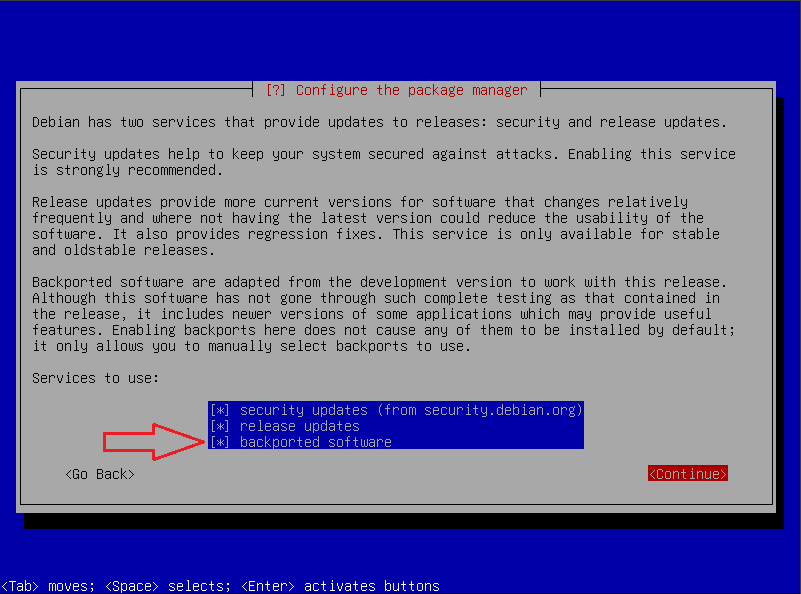 [?] Configure the package manager
Debian has two services that provide updates to releases: security and release updates.
Security updates help to keep your system secured against attacks. Enabling this service
is strongly recommended.
Release updates provide more current versions for software that changes relatively
frequently and where not having the latest version could reduce the usability of the
software. It also provides regression fixes. This service is only available for stable
and oldstable releases.
Backported software are adapted from the development version to work with this release.
Although this software has not gone through such complete testing as that contained in
the release, it includes newer versions of some applications which may provide useful
features. Enabling backports here does not cause any of them to be installed by default;
it only allows you to manually select backports to use.
Services to use:
[*] security updates (from security.debian.org)
[*] release updates
[*] backported software
<Go Back> <Continue>
<Tab> moves; <Space> selects; <Enter> activates buttons